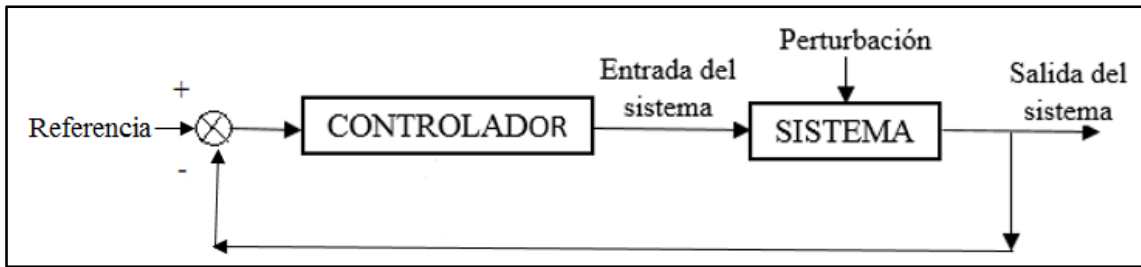 Perturbación
Entrada del
sistema
Salida del
sistema
+
Referencia
CONTROLADOR
SISTEMA
-